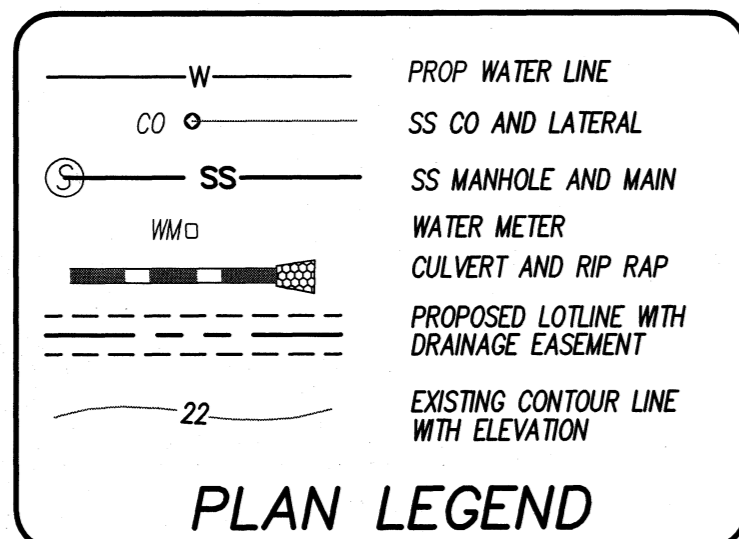 W PROP WATER LINE
CO SS CO AND LATERAL
S SS SS MANHOLE AND MAIN
WM WATER METER
CULVERT AND RIP RAP
PROPOSED LOTLINE WITH
DRAINAGE EASEMENT
22 EXISTING CONTOUR LINE
WITH ELEVATION
PLAN LEGEND